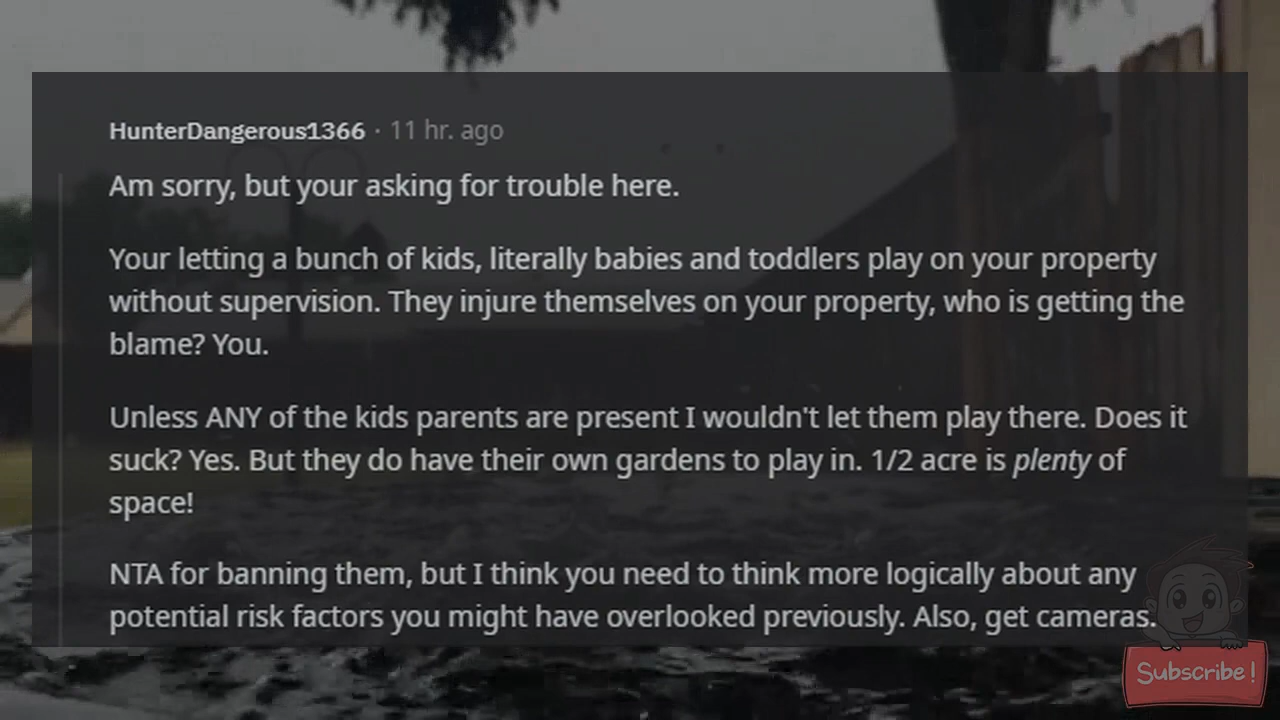 HunterDangerous1366 · 11 hr. ago
Am sorry, but your asking for trouble here.
Your letting a bunch of kids, literally babies and toddlers play on your property
without supervision. They injure themselves on your property, who is getting the
blame? You.
Unless ANY of the kids parents are present I wouldn't let them play there. Does it
suck? Yes. But they do have their own gardens to play in. 1/2 acre is plenty of
space!
NTA for banning them, but I think you need to think more logically about any
potential risk factors you might have overlooked previously. Also, get cameras.
Subscribe!